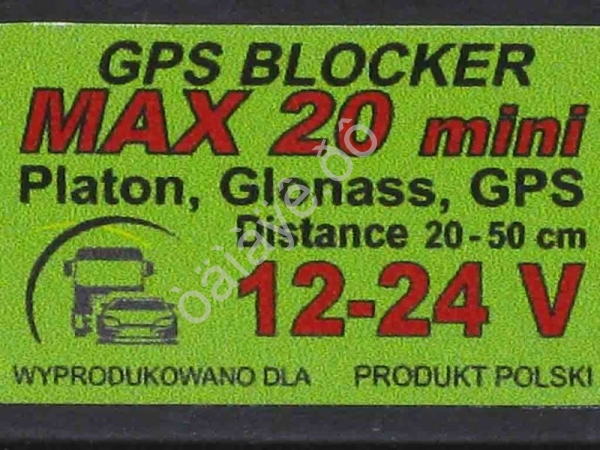 GPS BLOCKER
MAX 20 mini
Platon, Glonass, GPS
Distance 20-50 cm
12-24 V
WYPRODUKOWANO DLA PRODUKT POLSKI